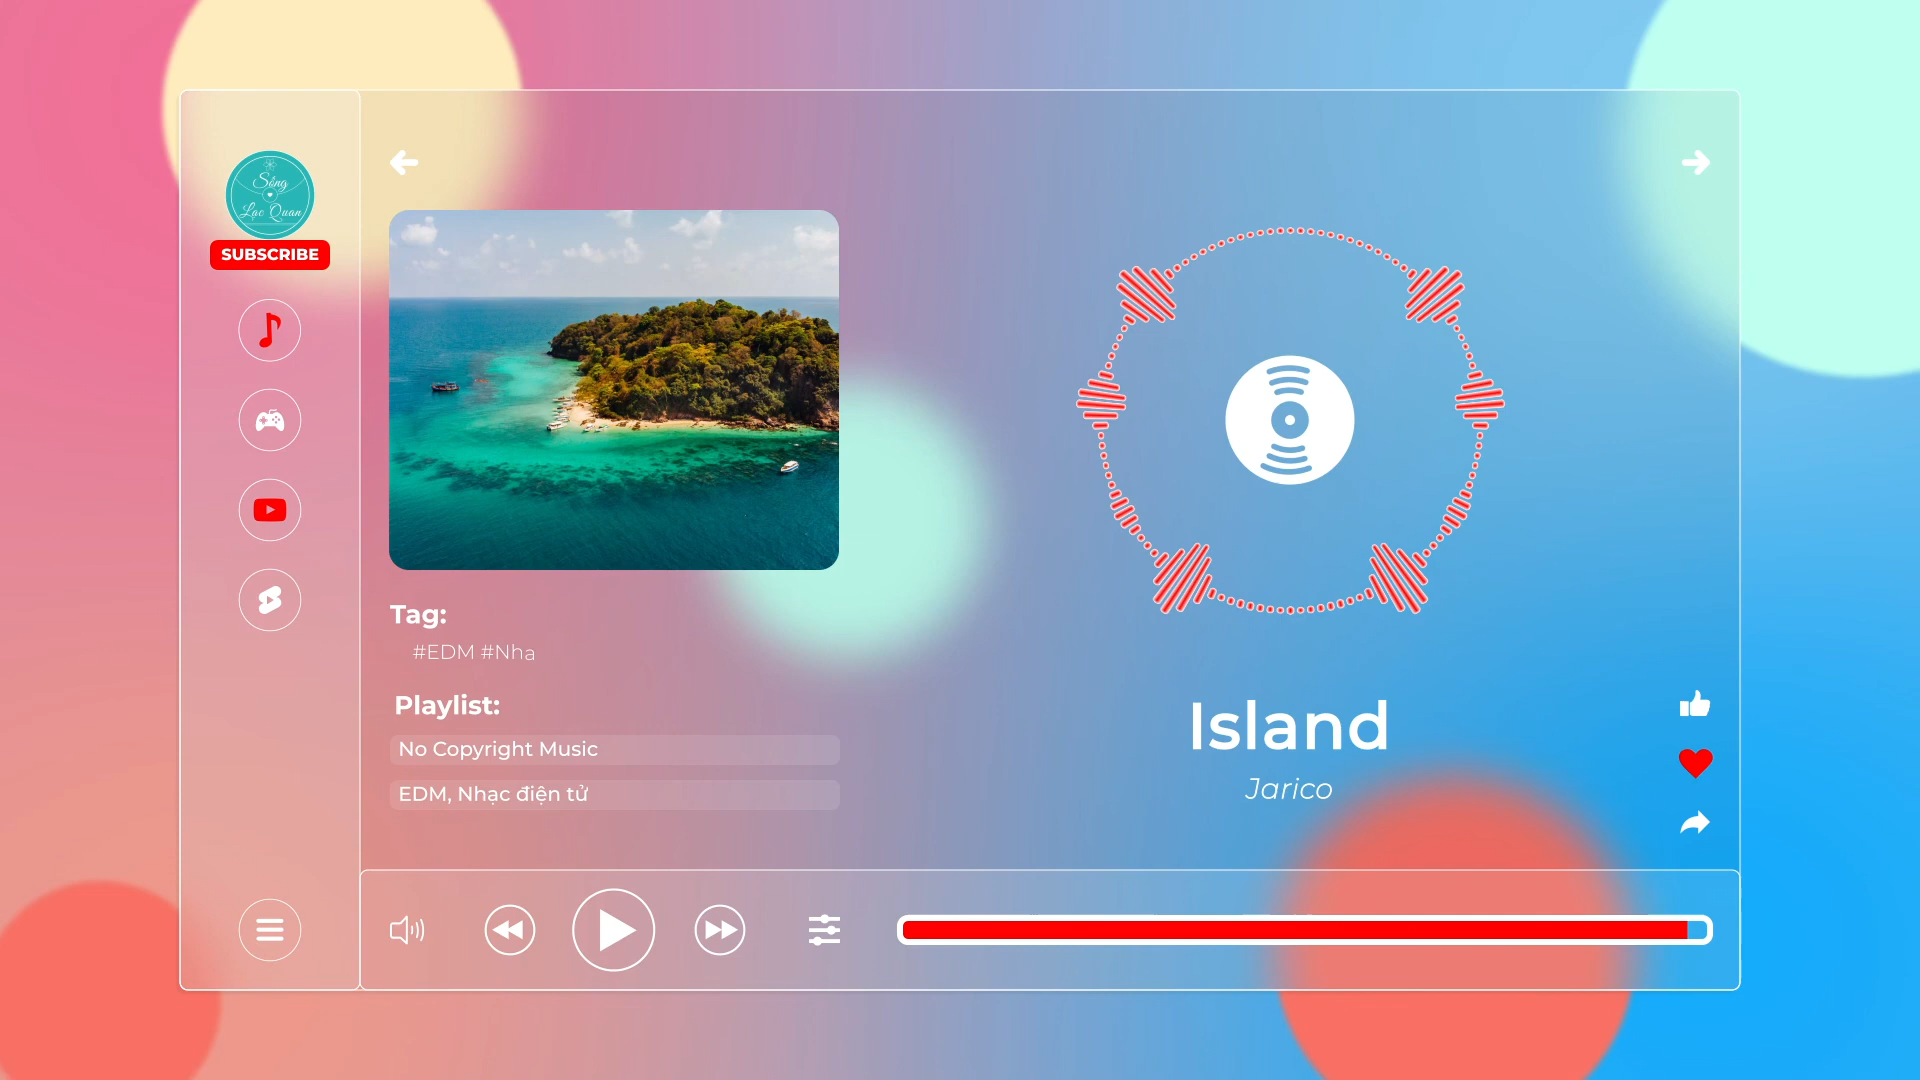 Sống
Lạc Quan
SUBSCRIBE
Tag:
#EDM #Nha
Playlist:
No Copyright Music
EDM, Nhạc điện tử
Island
Jarico